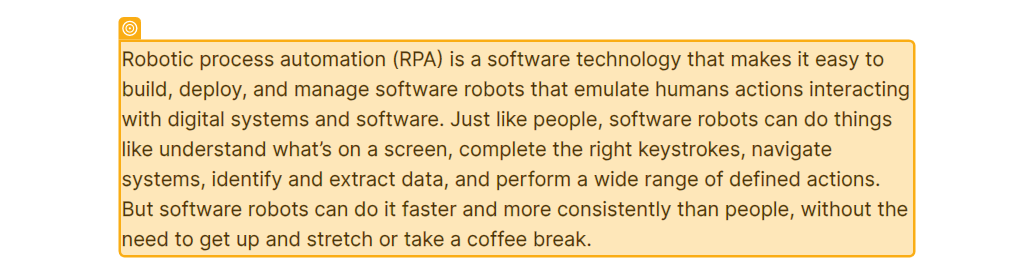 Robotic process automation (RPA) is a software technology that makes it easy to
build, deploy, and manage software robots that emulate humans actions interacting
with digital systems and software. Just like people, software robots can do things
like understand what’s on a screen, complete the right keystrokes, navigate
systems, identify and extract data, and perform a wide range of defined actions.
But software robots can do it faster and more consistently than people, without the
need to get up and stretch or take a coffee break.